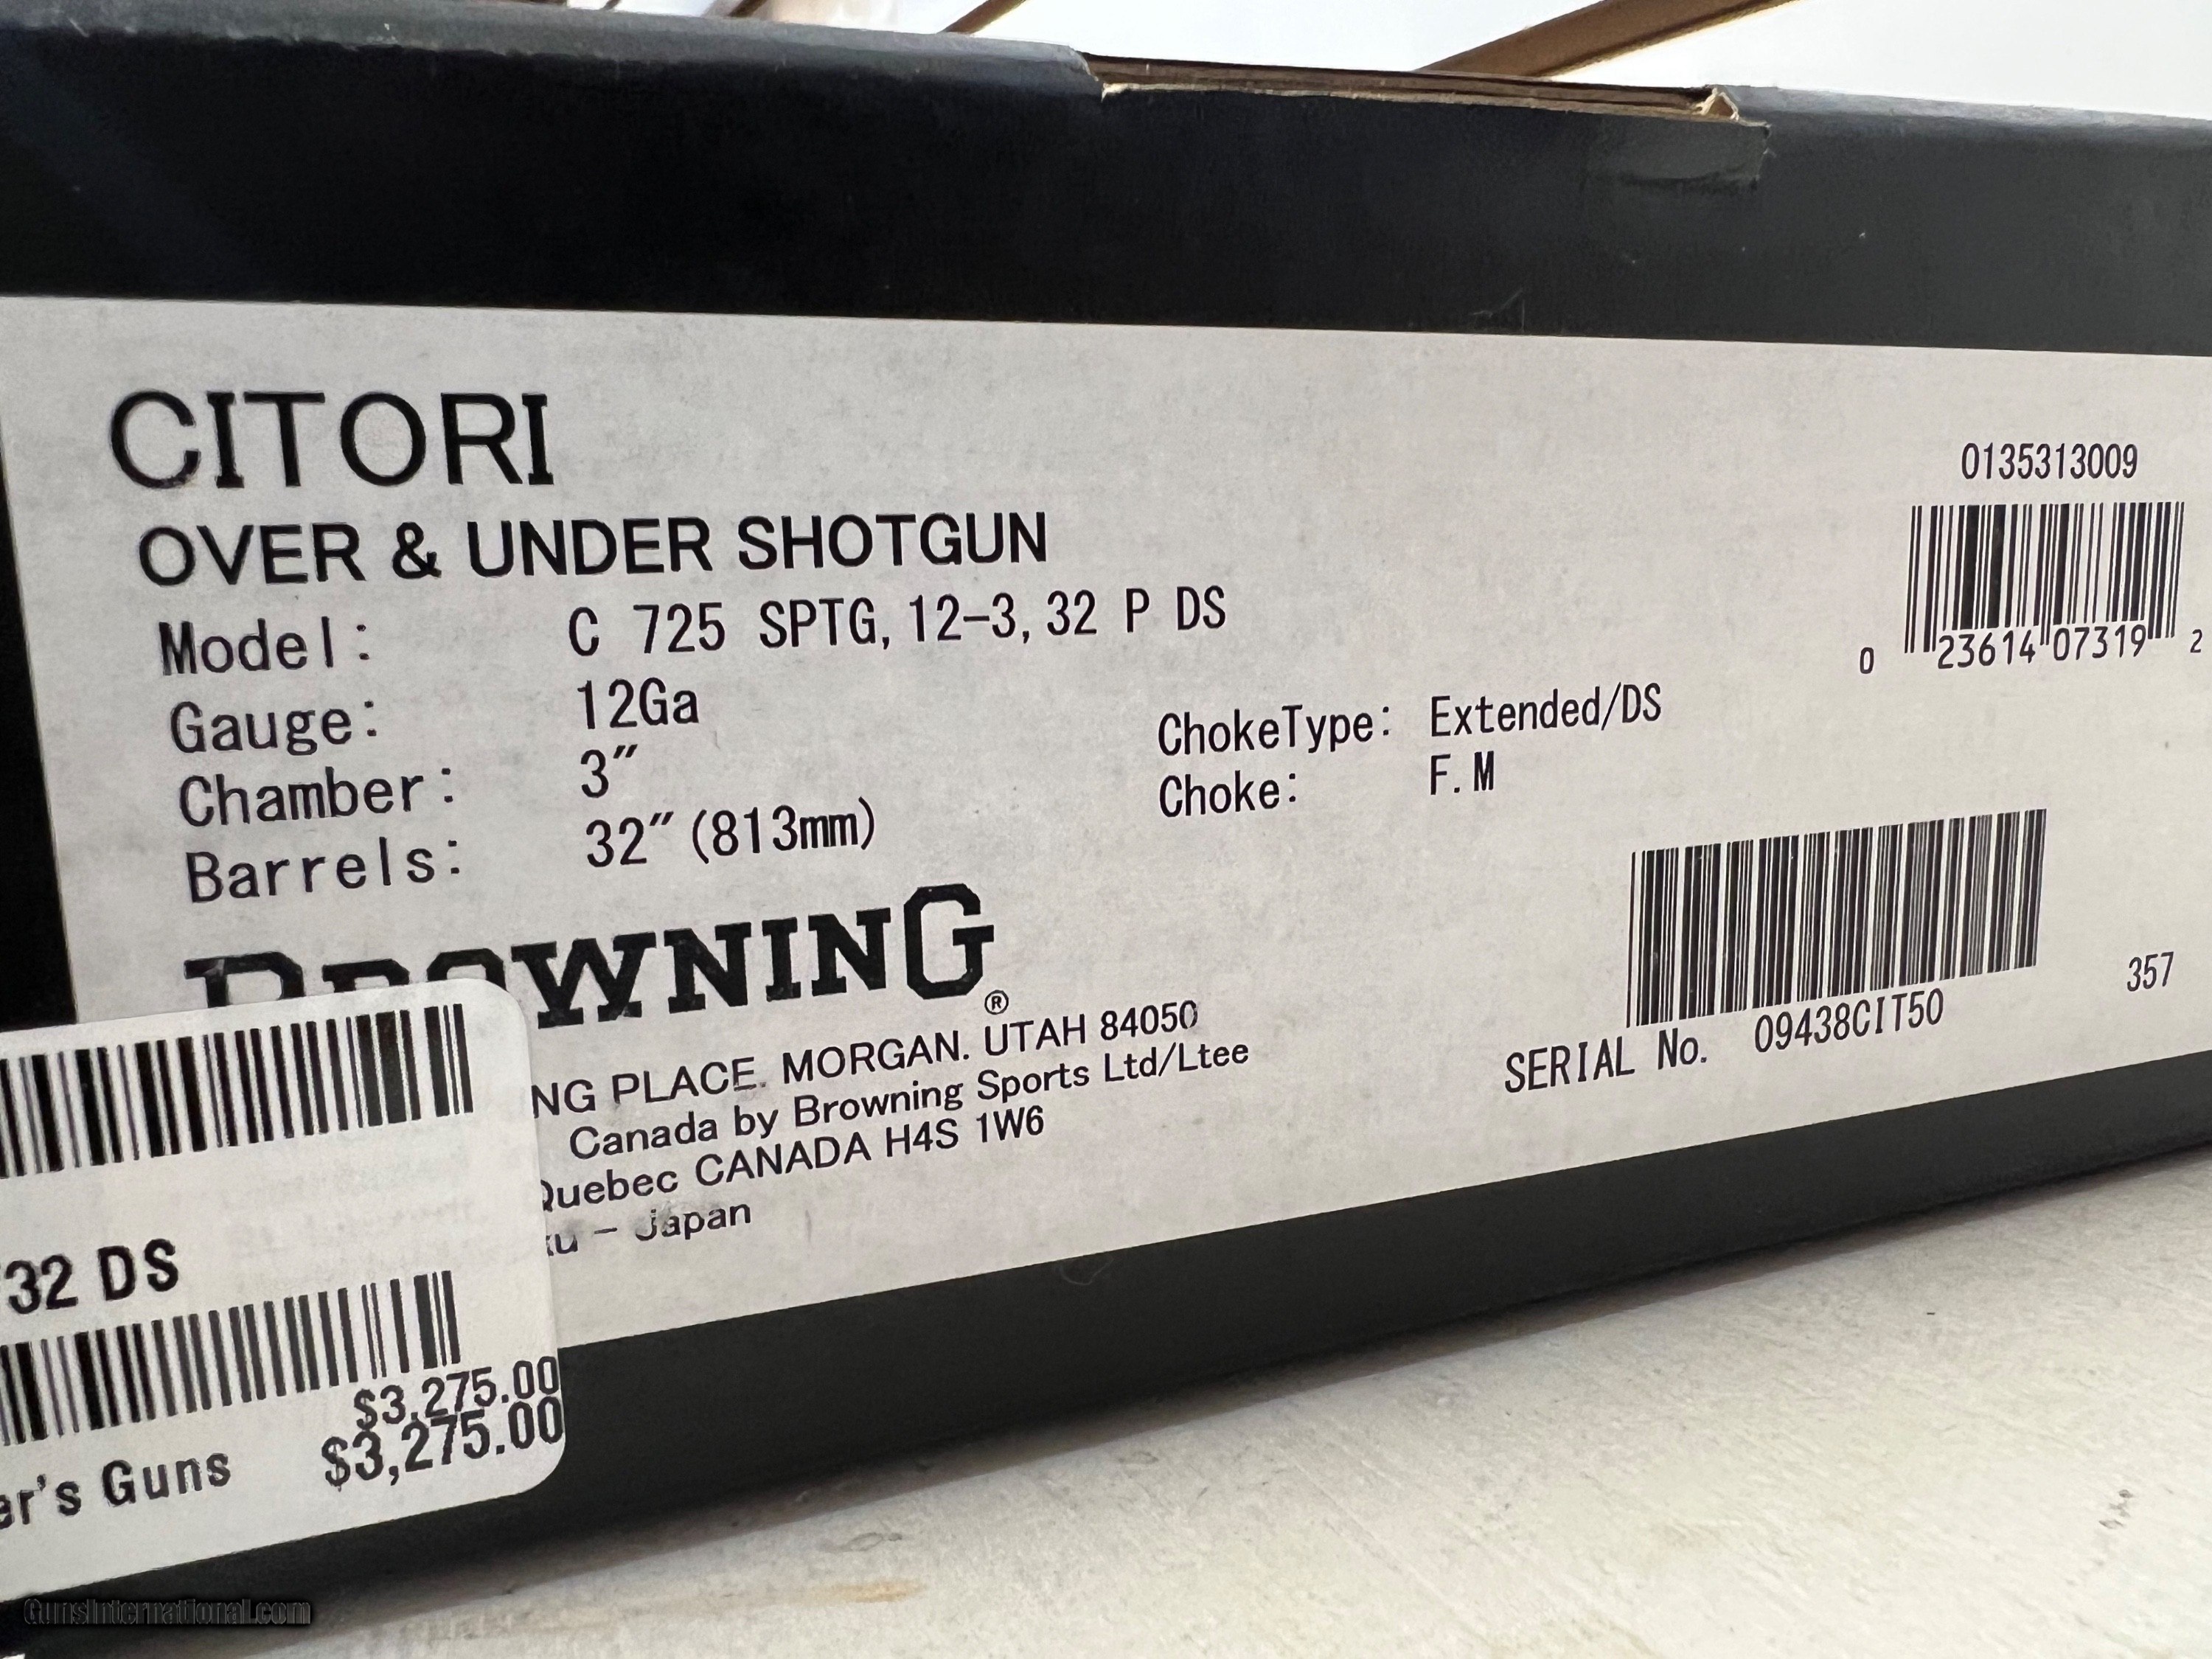 CITORI
OVER & UNDER SHOTGUN
Model: C 725 SPTG, 12-3, 32 P DS
Gauge: 12Ga
Chamber: 3"
Barrels: 32" (813mm)
ChokeType: Extended/DS
Choke: F.M
0135313009
0 23614 07319 2
BROWNING®
NG PLACE. MORGAN. UTAH 84050
Canada by Browning Sports Ltd/Ltee
Quebec CANADA H4S 1W6
ku - Japan
SERIAL No. 09438CIT50
357
32 DS
$3,275.00
er's Guns $3,275.00
GunsInternational.com